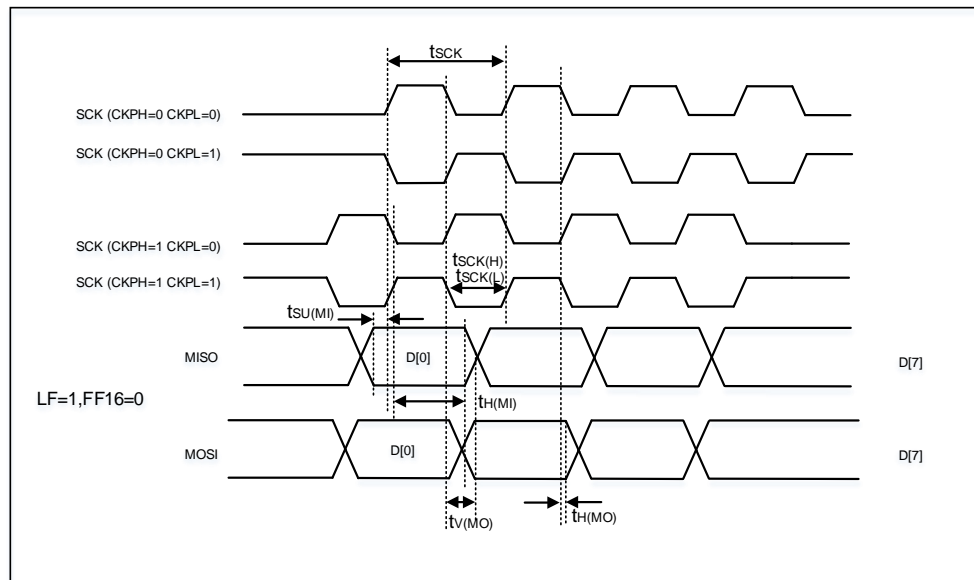 tSCK
SCK (CKPH=0 CKPL=0)
SCK (CKPH=0 CKPL=1)
SCK (CKPH=1 CKPL=0)
tSCK(H)
tSCK(L)
SCK (CKPH=1 CKPL=1)
tSU(MI)
MISO
D[0]
D[7]
LF=1,FF16=0
tH(MI)
MOSI
D[0]
D[7]
tV(MO)
tH(MO)